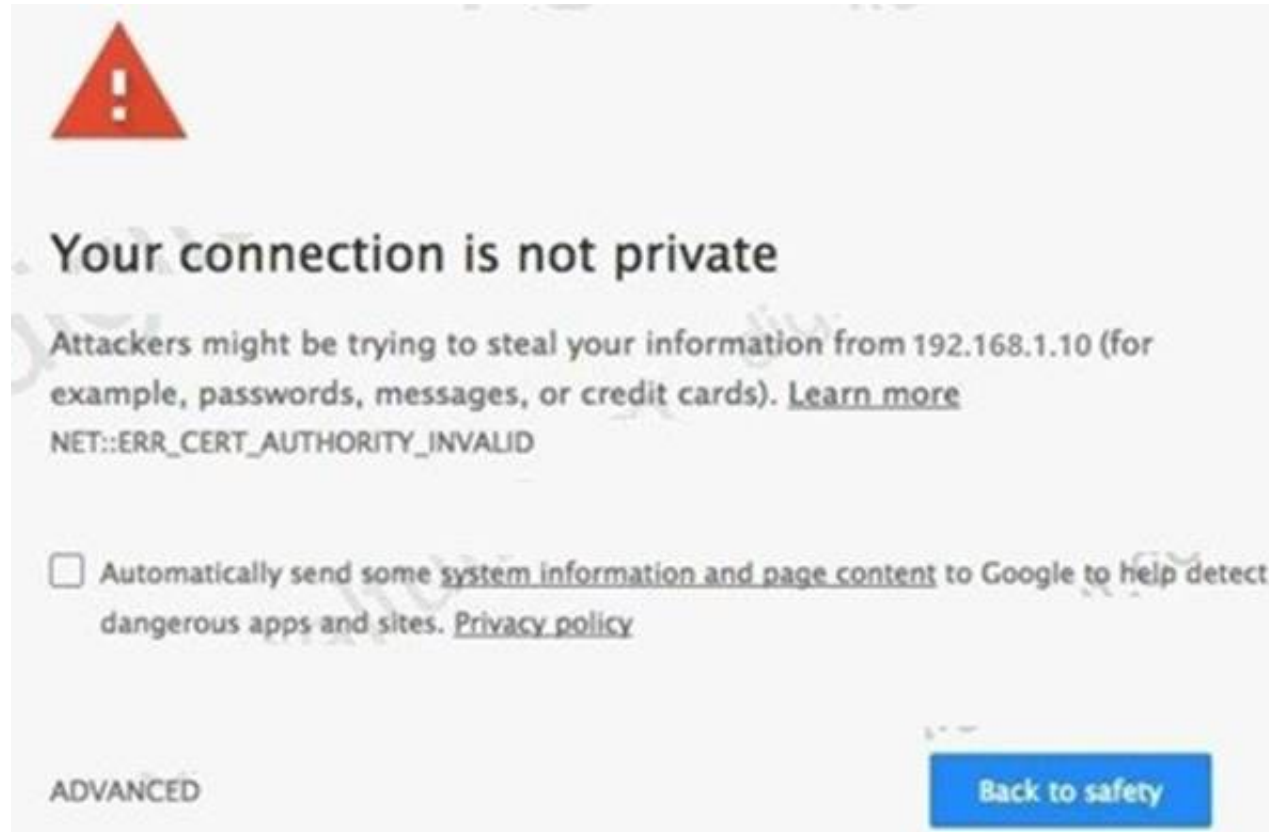 Your connection is not private
Attackers might be trying to steal your information from 192.168.1.10 (for
example, passwords, messages, or credit cards). Learn more
NET::ERR_CERT_AUTHORITY_INVALID
Automatically send some system information and page content to Google to help detect
dangerous apps and sites. Privacy policy
ADVANCED
Back to safety